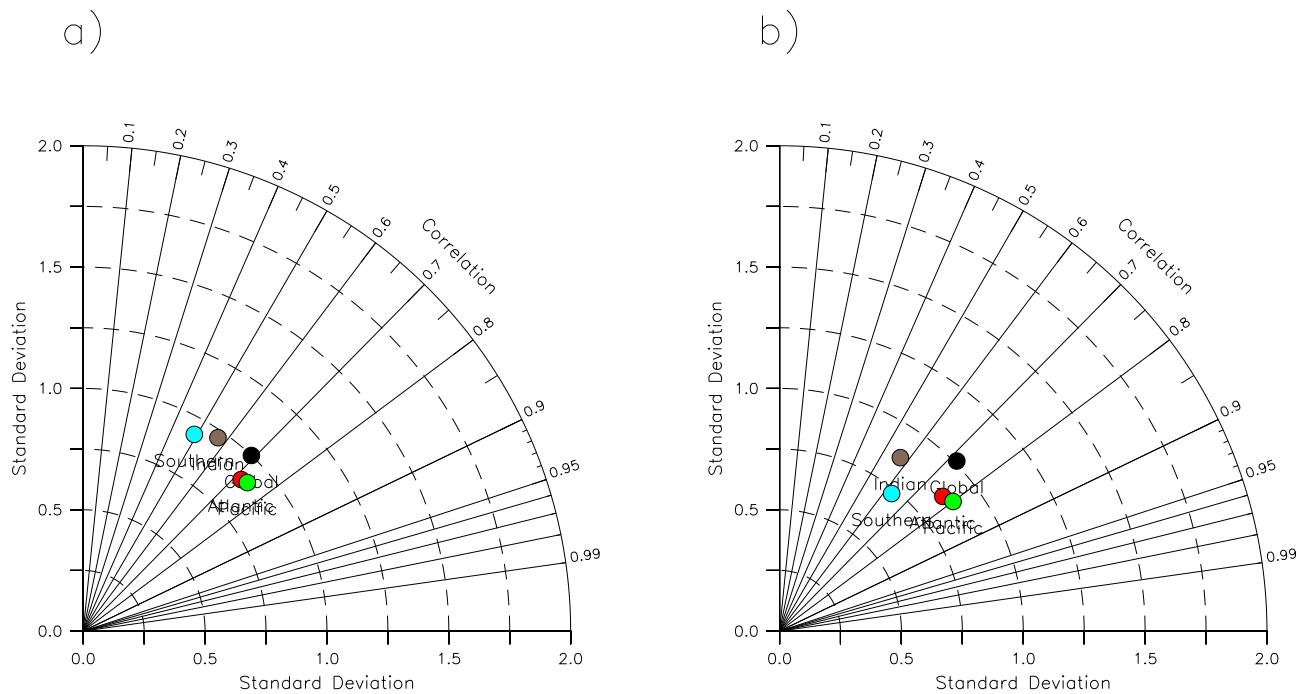 a)
0.1
0.2
0.3
0.4
0.5
0.6
Correlation
0.7
0.8
0.9
0.95
0.99
2.0
1.5
1.0
0.5
0.0
Standard Deviation
Southern
Indian
Global
Atlantic
Pacific
0.0 0.5 1.0 1.5 2.0
Standard Deviation
b)
0.1
0.2
0.3
0.4
0.5
0.6
Correlation
0.7
0.8
0.9
0.95
0.99
2.0
1.5
1.0
0.5
0.0
Standard Deviation
Indian
Global
Southern
Atlantic
Pacific
0.0 0.5 1.0 1.5 2.0
Standard Deviation